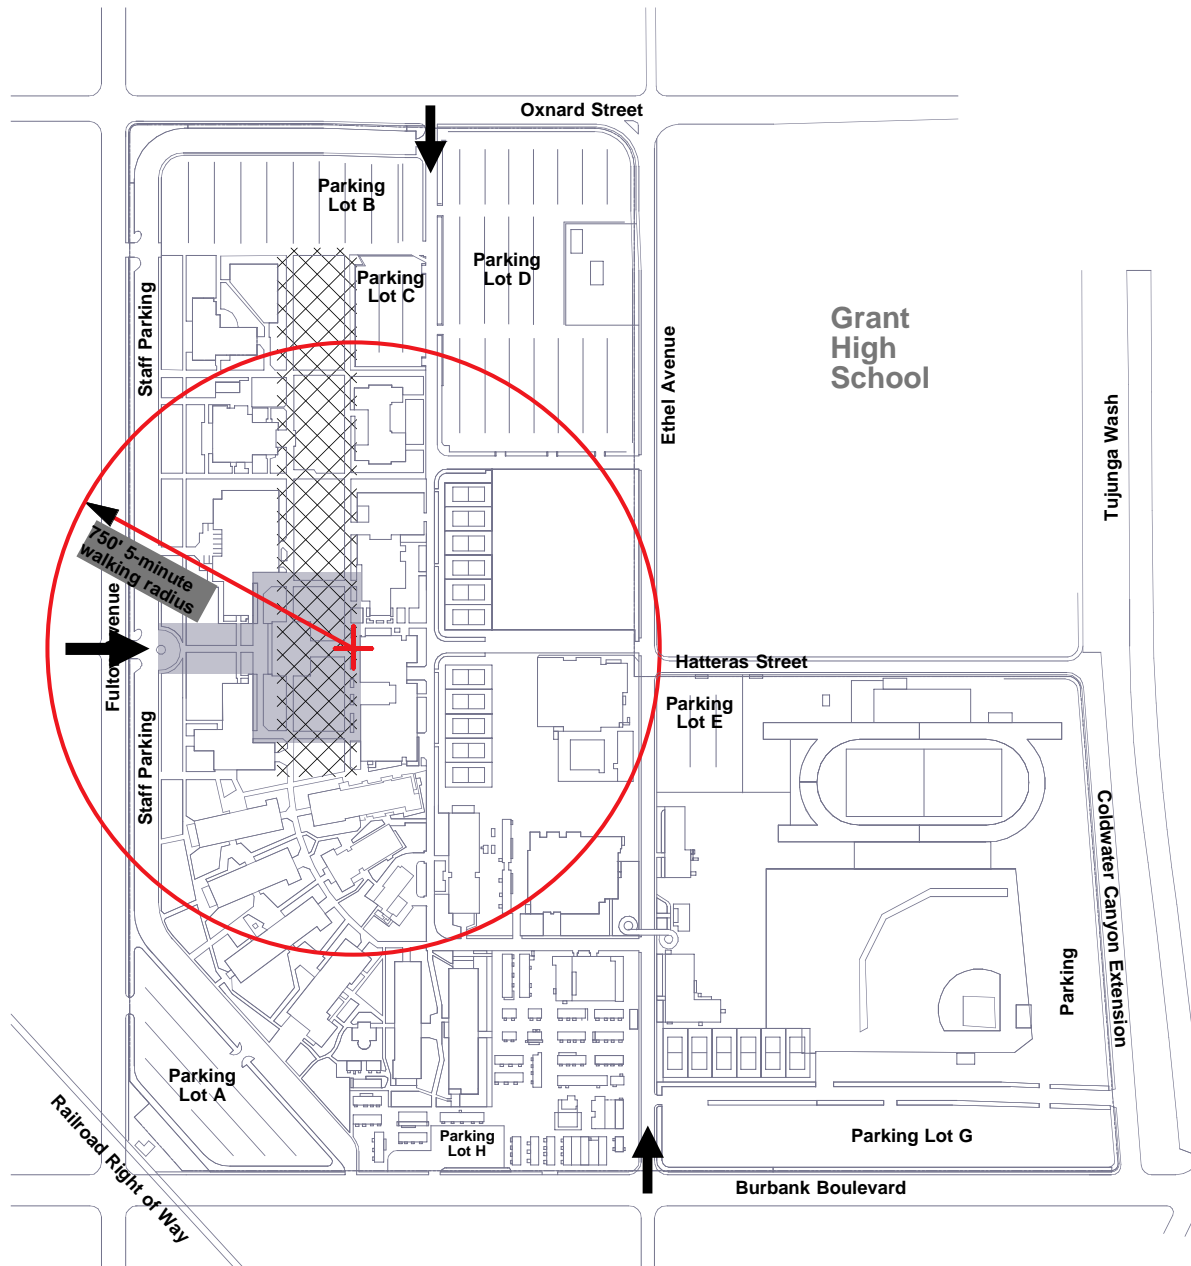 Oxnard Street
Parking
Lot B
Parking
Lot C
Parking
Lot D
Staff Parking
Grant
High
School
Ethel Avenue
Tujunga Wash
750' 5-minute
walking radius
Hatteras Street
Parking
Lot E
Staff Parking
Coldwater Canyon Extension
Parking
Parking
Lot A
Railroad Right of Way
Parking
Lot H
Parking Lot G
Burbank Boulevard